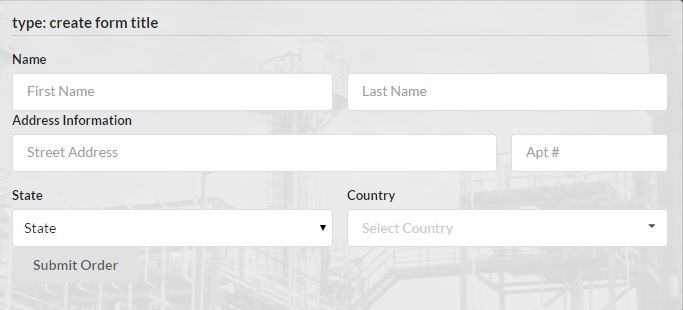 type: create form title
Name
First Name Last Name
Address Information
Street Address Apt #
State Country
State Select Country
Submit Order